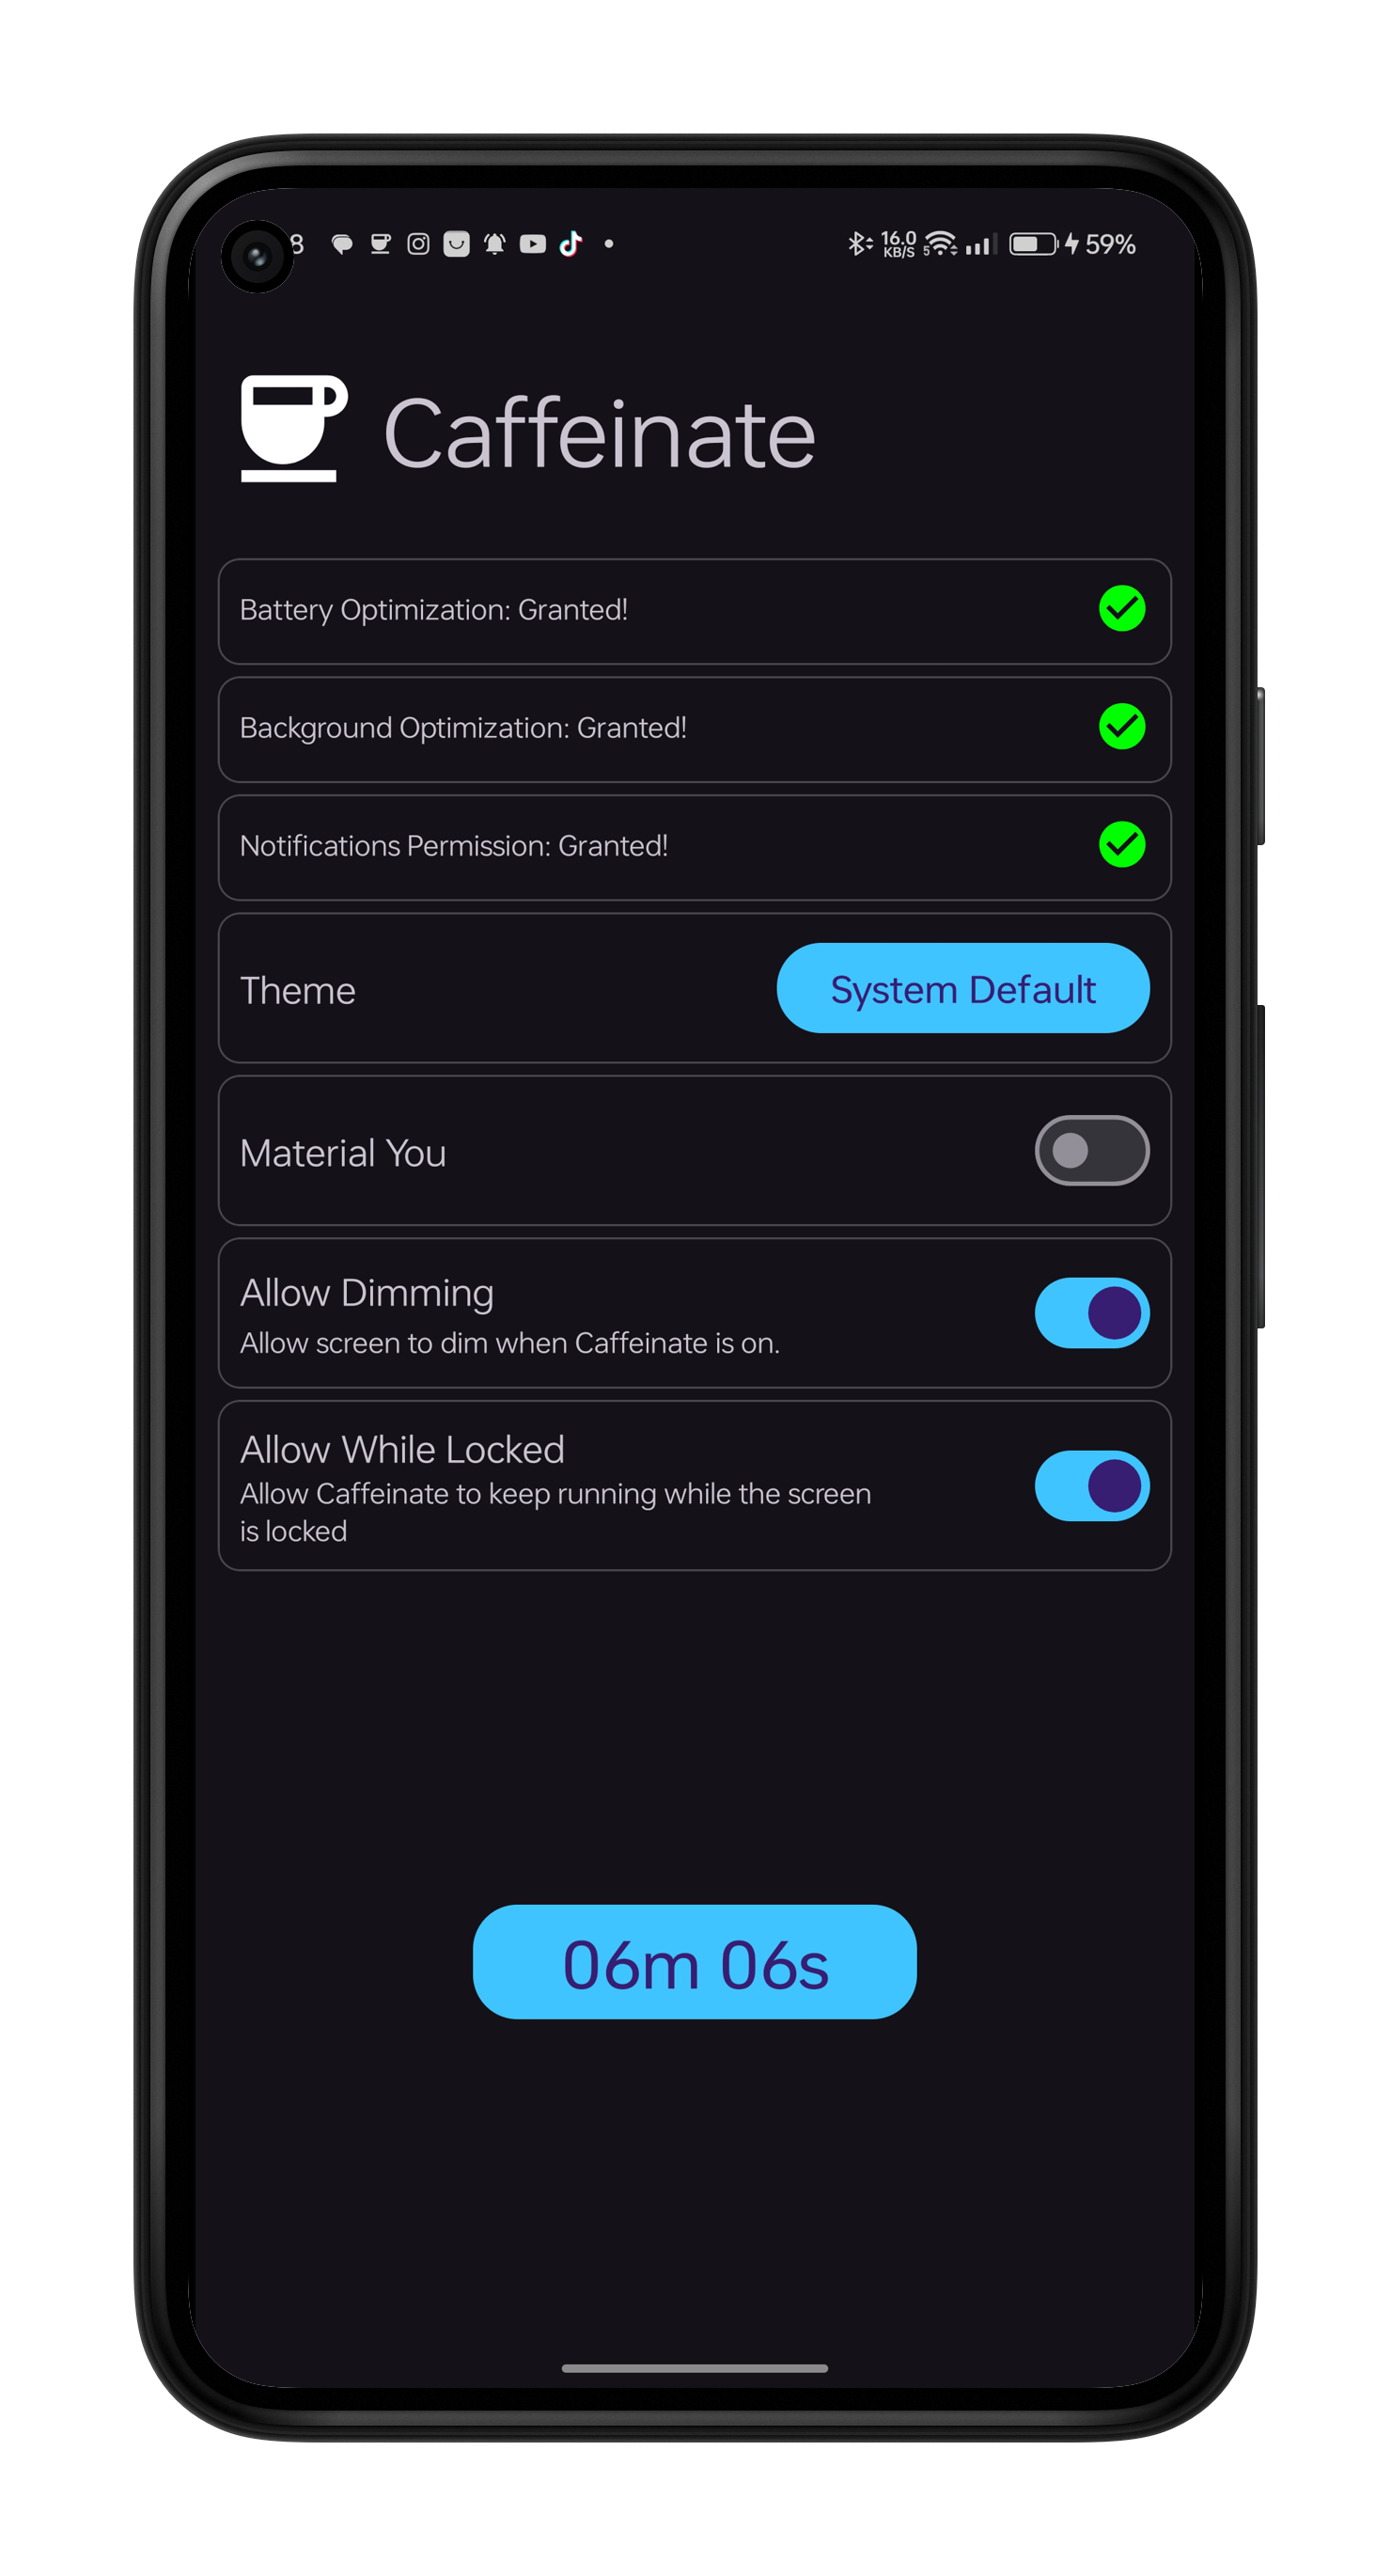 8 16.0 KB/S 5 59%
Caffeinate
Battery Optimization: Granted!
Background Optimization: Granted!
Notifications Permission: Granted!
Theme System Default
Material You
Allow Dimming
Allow screen to dim when Caffeinate is on.
Allow While Locked
Allow Caffeinate to keep running while the screen
is locked
06m 06s